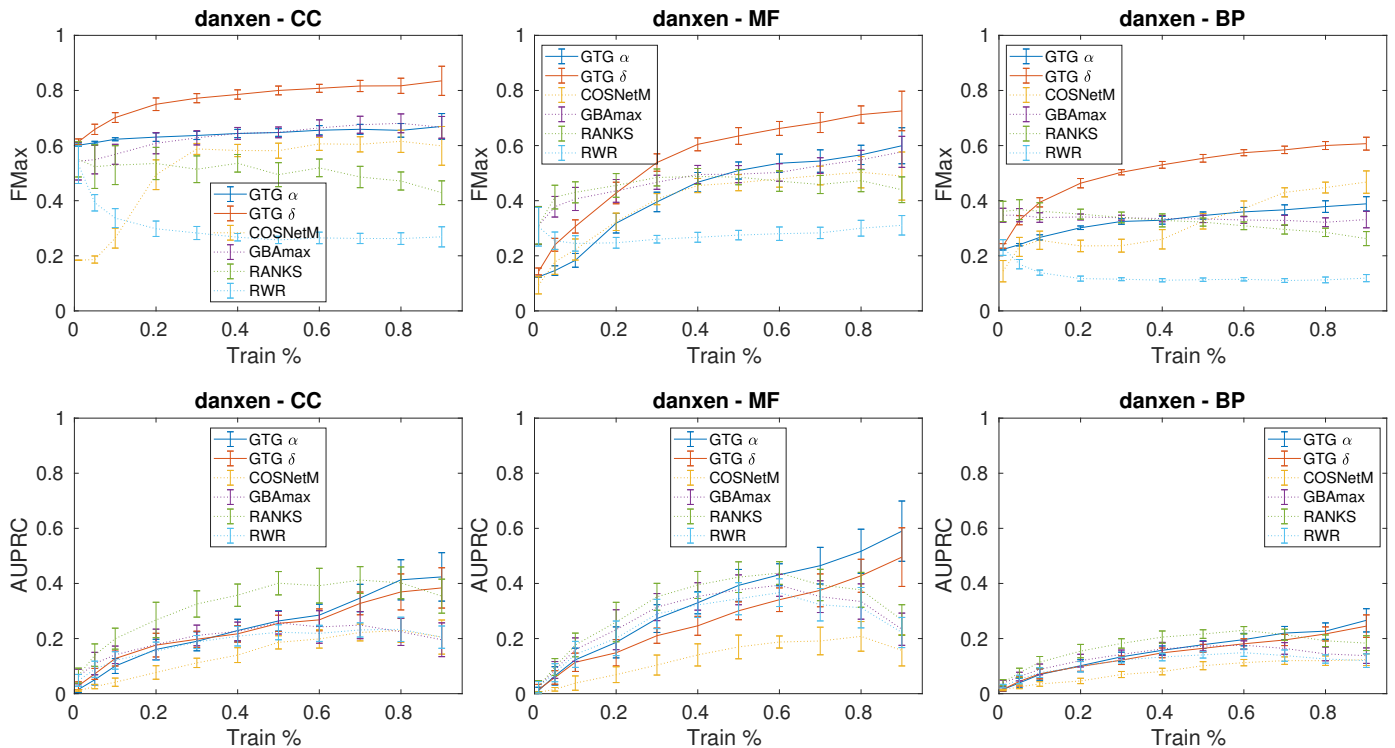 danxen - CC
1
0.8
0.6
0.4
0.2
0
FMax
GTG α
GTG δ
COSNetM
GBAmax
RANKS
RWR
0 0.2 0.4 0.6 0.8
Train %
danxen - MF
1
0.8
0.6
0.4
0.2
0
FMax
GTG α
GTG δ
COSNetM
GBAmax
RANKS
RWR
0 0.2 0.4 0.6 0.8
Train %
danxen - BP
1
0.8
0.6
0.4
0.2
0
FMax
GTG α
GTG δ
COSNetM
GBAmax
RANKS
RWR
0 0.2 0.4 0.6 0.8
Train %
danxen - CC
1
0.8
0.6
0.4
0.2
0
AUPRC
GTG α
GTG δ
COSNetM
GBAmax
RANKS
RWR
0 0.2 0.4 0.6 0.8
Train %
danxen - MF
1
0.8
0.6
0.4
0.2
0
AUPRC
GTG α
GTG δ
COSNetM
GBAmax
RANKS
RWR
0 0.2 0.4 0.6 0.8
Train %
danxen - BP
1
0.8
0.6
0.4
0.2
0
AUPRC
GTG α
GTG δ
COSNetM
GBAmax
RANKS
RWR
0 0.2 0.4 0.6 0.8
Train %